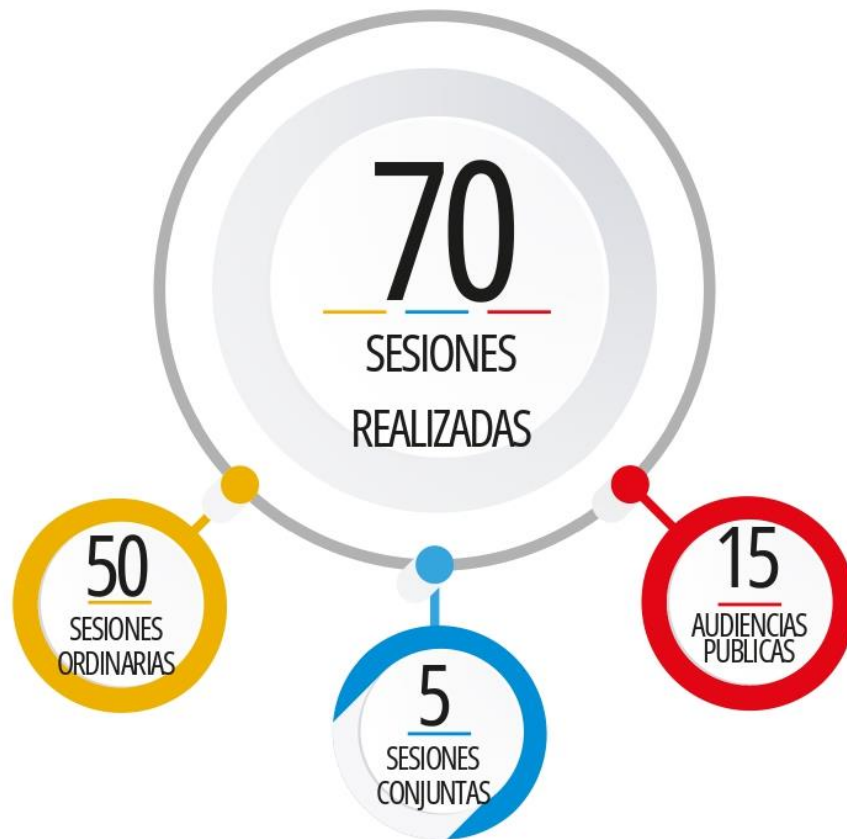 70
SESIONES
REALIZADAS
50
SESIONES
ORDINARIAS
5
SESIONES
CONJUNTAS
15
AUDIENCIAS
PUBLICAS